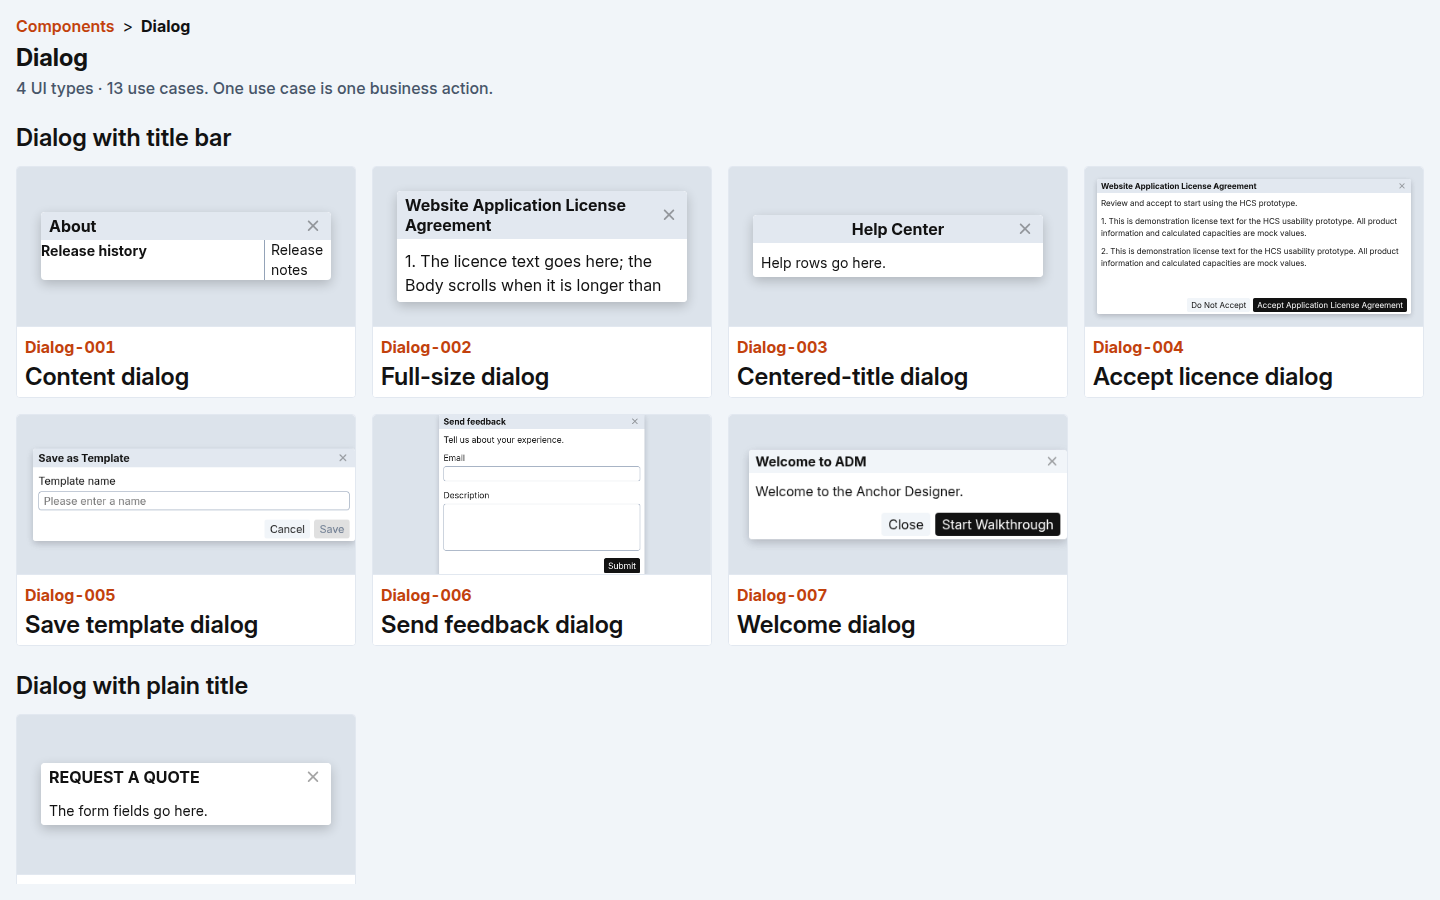 Components > Dialog
Dialog
4 UI types · 13 use cases. One use case is one business action.
Dialog with title bar
About
Release history
Release
notes
Dialog-001
Content dialog
Website Application License
Agreement
1. The licence text goes here; the
Body scrolls when it is longer than
Dialog-002
Full-size dialog
Help Center
Help rows go here.
Dialog-003
Centered-title dialog
Website Application License Agreement
Review and accept to start using the HCS prototype.
1. This is demonstration license text for the HCS usability prototype. All product
information and calculated capacities are mock values.
2. This is demonstration license text for the HCS usability prototype. All product
information and calculated capacities are mock values.
Do Not Accept
Accept Application License Agreement
Dialog-004
Accept licence dialog
Save as Template
Template name
Please enter a name
Cancel
Save
Dialog-005
Save template dialog
Send feedback
Tell us about your experience.
Email
Description
Submit
Dialog-006
Send feedback dialog
Welcome to ADM
Welcome to the Anchor Designer.
Close
Start Walkthrough
Dialog-007
Welcome dialog
Dialog with plain title
REQUEST A QUOTE
The form fields go here.